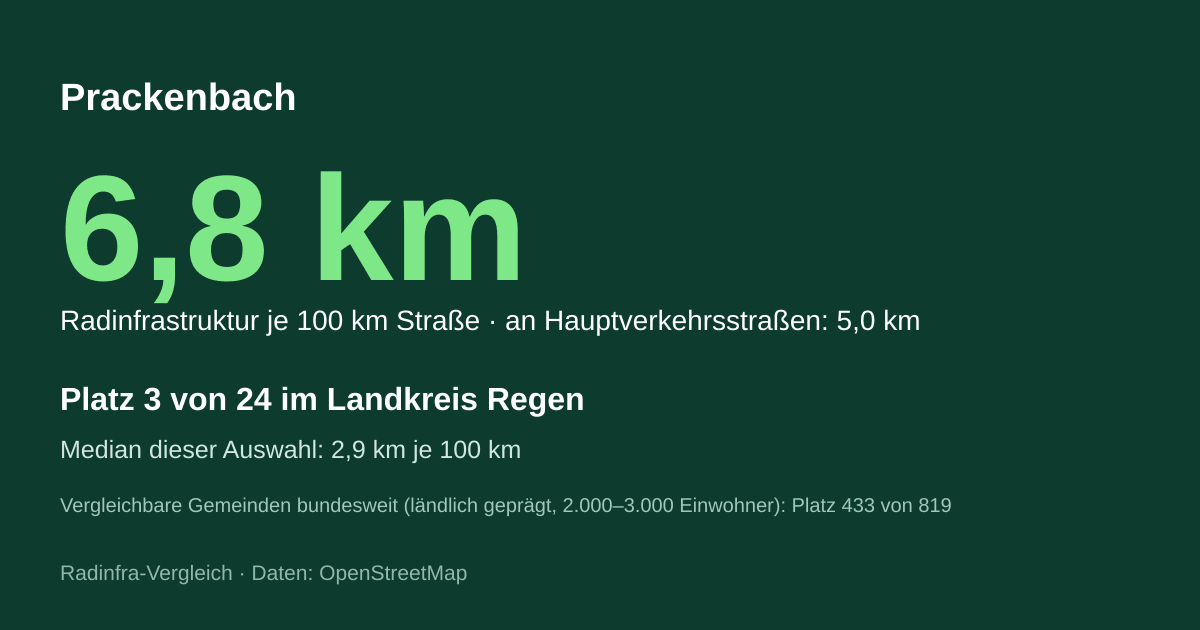 Prackenbach
6,8 km
Radinfrastruktur je 100 km Straße · an Hauptverkehrsstraßen: 5,0 km
Platz 3 von 24 im Landkreis Regen
Median dieser Auswahl: 2,9 km je 100 km
Vergleichbare Gemeinden bundesweit (ländlich geprägt, 2.000–3.000 Einwohner): Platz 433 von 819
Radinfra-Vergleich · Daten: OpenStreetMap